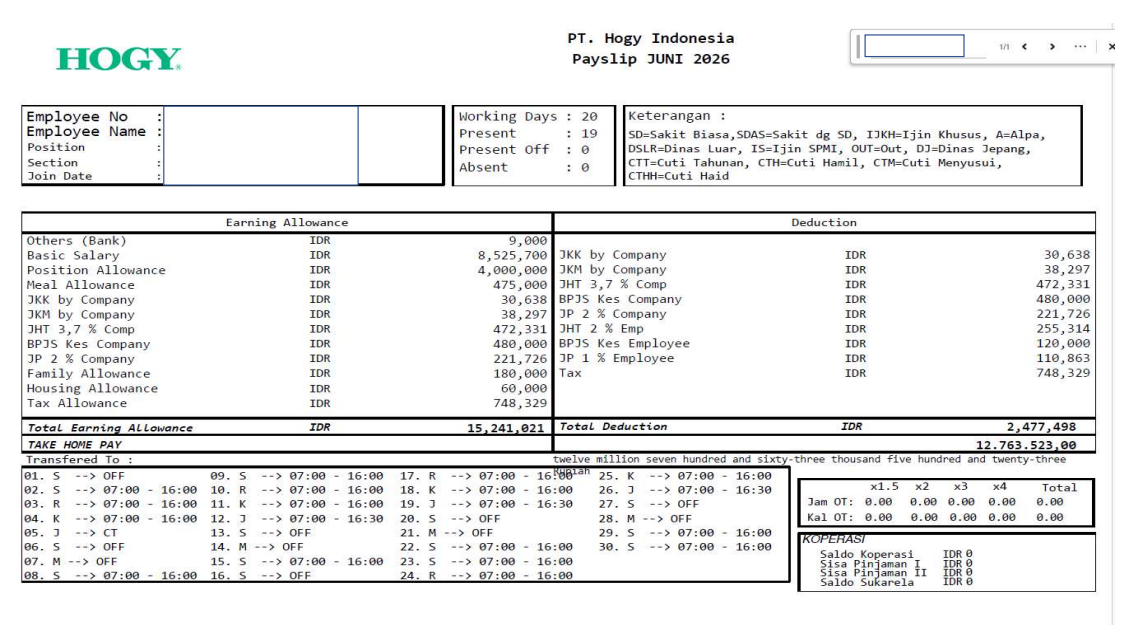 HOGY
PT. Hogy Indonesia
Payslip JUNI 2026
1/1
Employee No :
Employee Name :
Position :
Section :
Join Date :
Working Days : 20
Present : 19
Present Off : 0
Absent : 0
Keterangan :
SD=Sakit Biasa,SDAS=Sakit dg SD, IJKH=Ijin Khusus, A=Alpa,
DSLR=Dinas Luar, IS=Ijin SPMI, OUT=Out, DJ=Dinas Jepang,
CTT=Cuti Tahunan, CTH=Cuti Hamil, CTM=Cuti Menyusui,
CTHH=Cuti Haid
Earning Allowance Deduction
Others (Bank) IDR 9,000
Basic Salary IDR 8,525,700 JKK by Company IDR 30,638
Position Allowance IDR 4,000,000 JKM by Company IDR 38,297
Meal Allowance IDR 475,000 JHT 3,7 % Comp IDR 472,331
JKK by Company IDR 30,638 BPJS Kes Company IDR 480,000
JKM by Company IDR 38,297 JP 2 % Company IDR 221,726
JHT 3,7 % Comp IDR 472,331 JHT 2 % Emp IDR 255,314
BPJS Kes Company IDR 480,000 BPJS Kes Employee IDR 120,000
JP 2 % Company IDR 221,726 JP 1 % Employee IDR 110,863
Family Allowance IDR 180,000 Tax IDR 748,329
Housing Allowance IDR 60,000
Tax Allowance IDR 748,329
Total Earning Allowance IDR 15,241,021 Total Deduction IDR 2,477,498
TAKE HOME PAY 12.763.523,00
Transferred To : twelve million seven hundred and sixty-three thousand five hundred and twenty-three
Rupiah
01. S --> OFF 09. S --> 07:00 - 16:00 17. R --> 07:00 - 16:00 25. K --> 07:00 - 16:00
02. S --> 07:00 - 16:00 10. R --> 07:00 - 16:00 18. K --> 07:00 - 16:00 26. J --> 07:00 - 16:30
03. R --> 07:00 - 16:00 11. K --> 07:00 - 16:00 19. J --> 07:00 - 16:30 27. S --> OFF
04. K --> 07:00 - 16:00 12. J --> 07:00 - 16:30 20. S --> OFF 28. M --> OFF
05. J --> CT 13. S --> OFF 21. M --> OFF 29. S --> 07:00 - 16:00
06. S --> OFF 14. M --> OFF 22. S --> 07:00 - 16:00 30. S --> 07:00 - 16:00
07. M --> OFF 15. S --> 07:00 - 16:00 23. S --> 07:00 - 16:00
08. S --> 07:00 - 16:00 16. S --> OFF 24. R --> 07:00 - 16:00
x1.5 x2 x3 x4 Total
Jam OT: 0.00 0.00 0.00 0.00 0.00
Kal OT: 0.00 0.00 0.00 0.00 0.00
KOPERASI
Saldo Koperasi IDR 0
Sisa Pinjaman I IDR 0
Sisa Pinjaman II IDR 0
Saldo Sukarela IDR 0